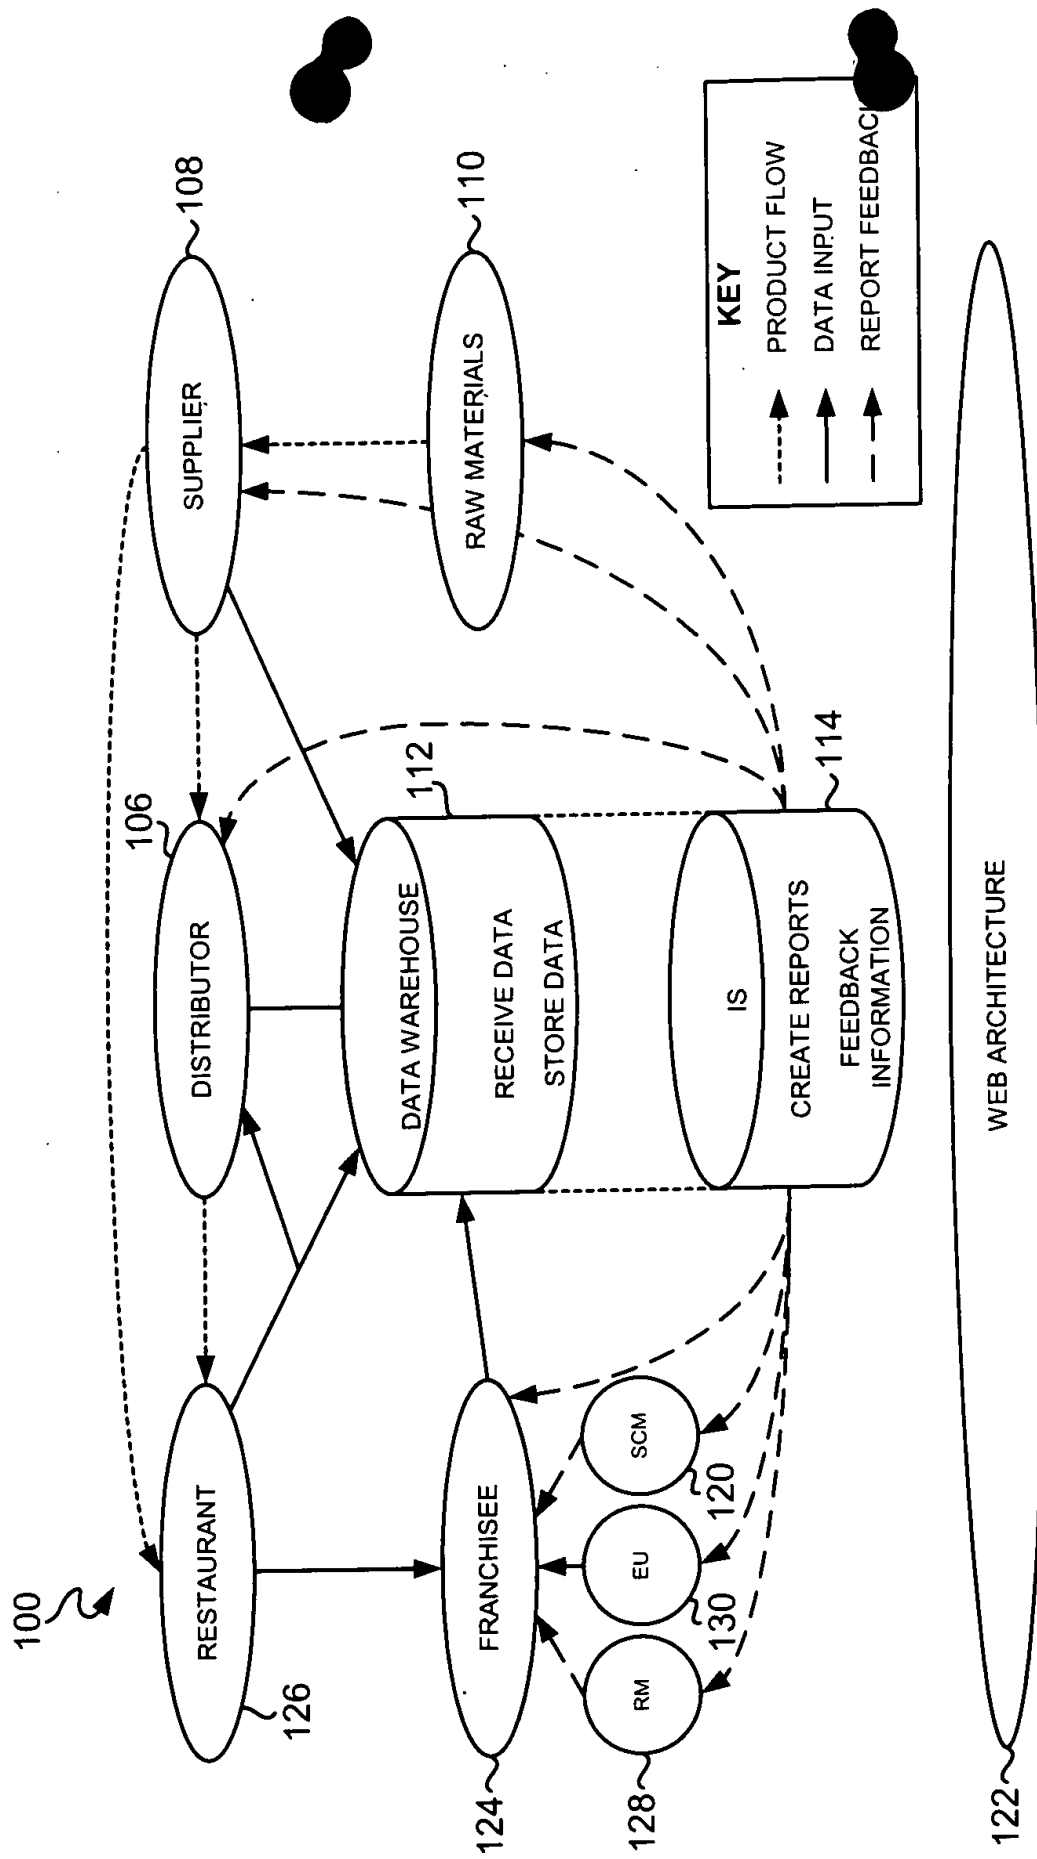 100
RESTAURANT
126
DISTRIBUTOR
106
SUPPLIER
108
FRANCHISEE
124
DATA WAREHOUSE
112
RECEIVE DATA
STORE DATA
RAW MATERIALS
110
RM
128
EU
130
SCM
120
IS
114
CREATE REPORTS
FEEDBACK
INFORMATION
KEY
PRODUCT FLOW
DATA INPUT
REPORT FEEDBACK
WEB ARCHITECTURE
122